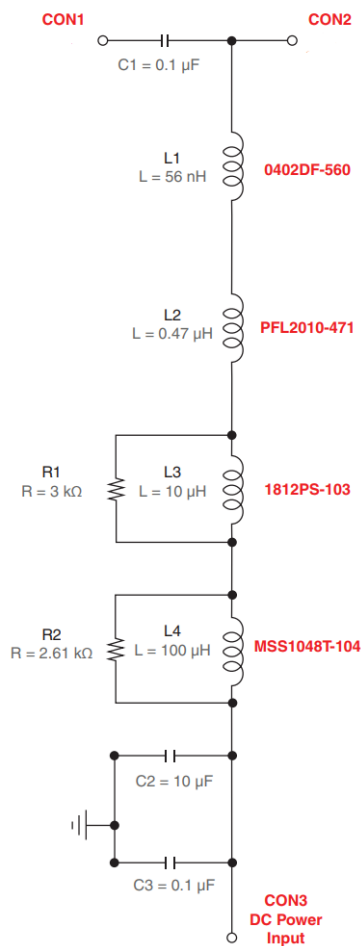 CON1
CON2
C1 = 0.1 µF
L1
L = 56 nH
0402DF-560
L2
L = 0.47 µH
PFL2010-471
R1
R = 3 kΩ
L3
L = 10 µH
1812PS-103
R2
R = 2.61 kΩ
L4
L = 100 µH
MSS1048T-104
C2 = 10 µF
C3 = 0.1 µF
CON3
DC Power
Input